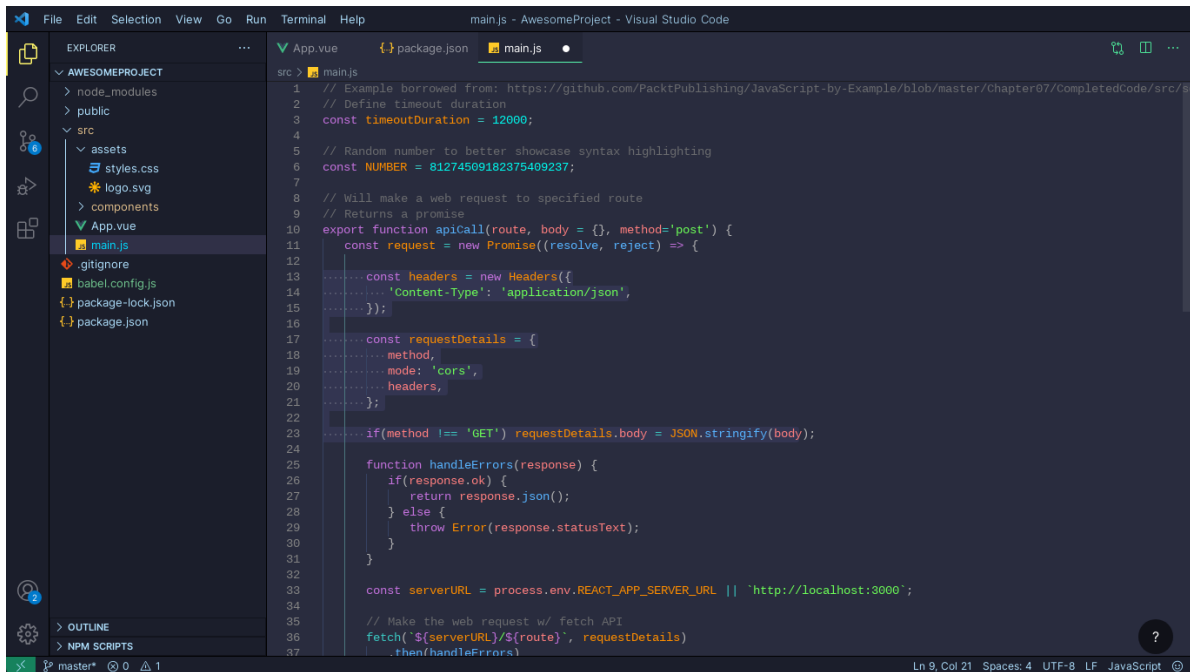 File Edit Selection View Go Run Terminal Help
main.js - AwesomeProject - Visual Studio Code
EXPLORER
AWESOMEPROJECT
node_modules
public
src
assets
styles.css
logo.svg
components
App.vue
main.js
.gitignore
babel.config.js
package-lock.json
package.json
OUTLINE
NPM SCRIPTS
6
2
App.vue {..} package.json main.js
src > main.js
1 // Example borrowed from: https://github.com/PacktPublishing/JavaScript-by-Example/blob/master/Chapter07/CompletedCode/src/s
2 // Define timeout duration
3 const timeoutDuration = 12000;
4
5 // Random number to better showcase syntax highlighting
6 const NUMBER = 81274509182375409237;
7
8 // Will make a web request to specified route
9 // Returns a promise
10 export function apiCall(route, body = {}, method='post') {
11 const request = new Promise((resolve, reject) => {
12
13 const headers = new Headers({
14 'Content-Type': 'application/json',
15 });
16
17 const requestDetails = {
18 method,
19 mode: 'cors',
20 headers,
21 };
22
23 if(method !== 'GET') requestDetails.body = JSON.stringify(body);
24
25 function handleErrors(response) {
26 if(response.ok) {
27 return response.json();
28 } else {
29 throw Error(response.statusText);
30 }
31 }
32
33 const serverURL = process.env.REACT_APP_SERVER_URL || `http://localhost:3000`;
34
35 // Make the web request w/ fetch API
36 fetch(`${serverURL}/${route}`, requestDetails)
37 .then(handleErrors)
?
master* 0 1
Ln 9, Col 21 Spaces: 4 UTF-8 LF JavaScript